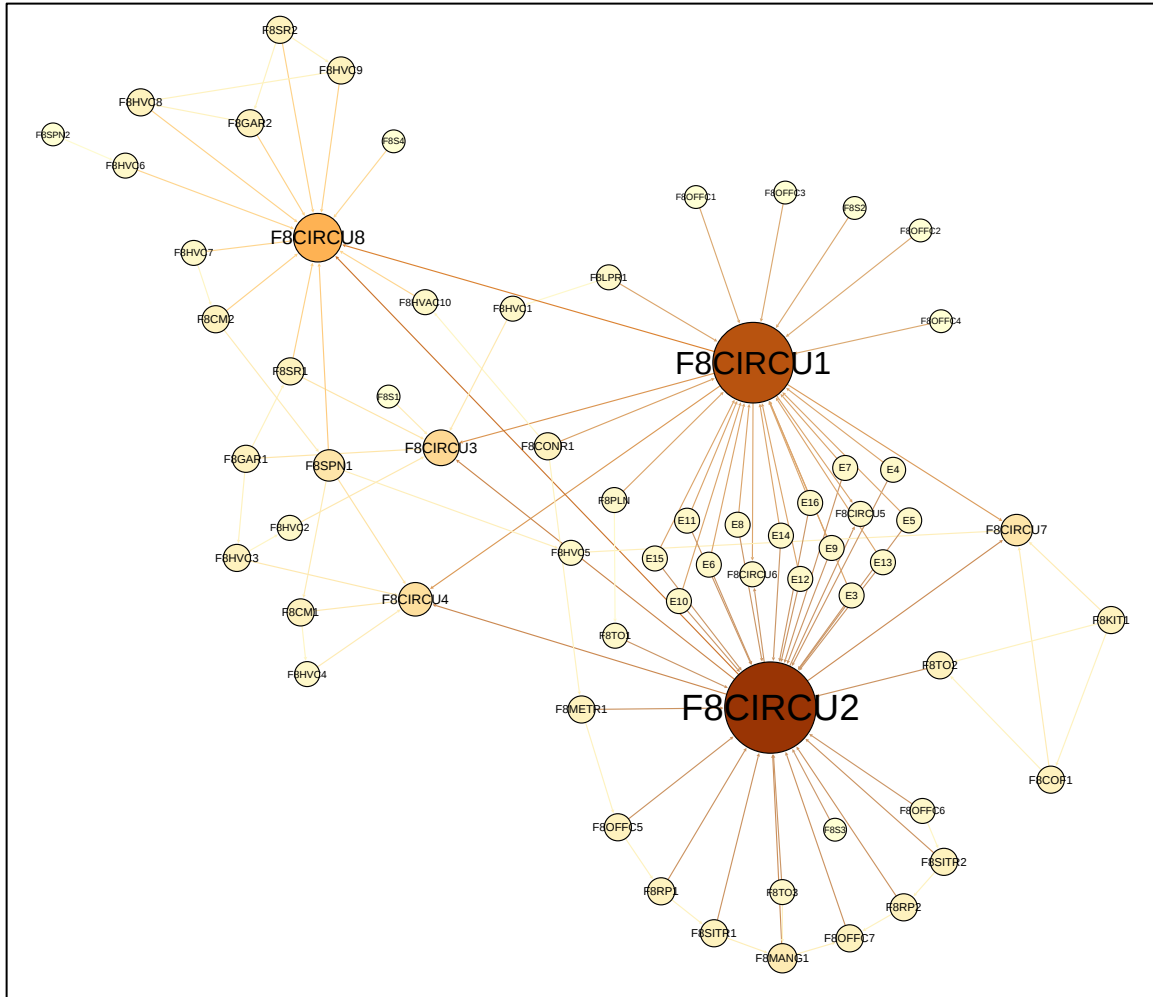 F8SR2
F8HVC9
F8HVC8
F8GAR2
F8SPN2
F8S4
F8HVC6
F8OFFC1
F8OFFC3
F8S2
F8OFFC2
F8CIRCU8
F8HVC7
F8LPR1
F8HVAC10
F8HVC1
F8CM2
F8OFFC4
F8CIRCU1
F8SR1
F8S1
F8CIRCU3
F8CONR1
F8GAR1
F8SPN1
E7
E4
F8PLN
E16
F8CIRCU5
E11
E8
E5
F8HVC2
F8CIRCU7
E14
E9
F8HVC3
F8HVC5
E15
E6
E13
F8CIRCU6
E12
E3
F8CIRCU4
E10
F8CM1
F8KIT1
F8TO1
F8TO2
F8HVC4
F8METR1
F8CIRCU2
F8COF1
F8OFFC6
F8OFFC5
F8S3
F8SITR2
F8RP1
F8TO3
F8RP2
F8SITR1
F8OFFC7
F8MANG1